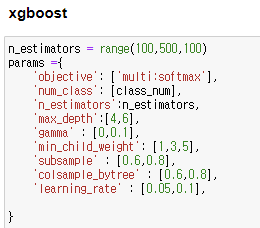 xgboost
n_estimators = range(100,500,100)
params ={
    'objective': ['multi:softmax'],
    'num_class': [class_num],
    'n_estimators':n_estimators,
    'max_depth':[4,6],
    'gamma' : [0,0.1],
    'min_child_weight': [1,3,5],
    'subsample' : [0.6,0.8],
    'colsample_bytree' : [0.6,0.8],
    'learning_rate' : [0.05,0.1],
}